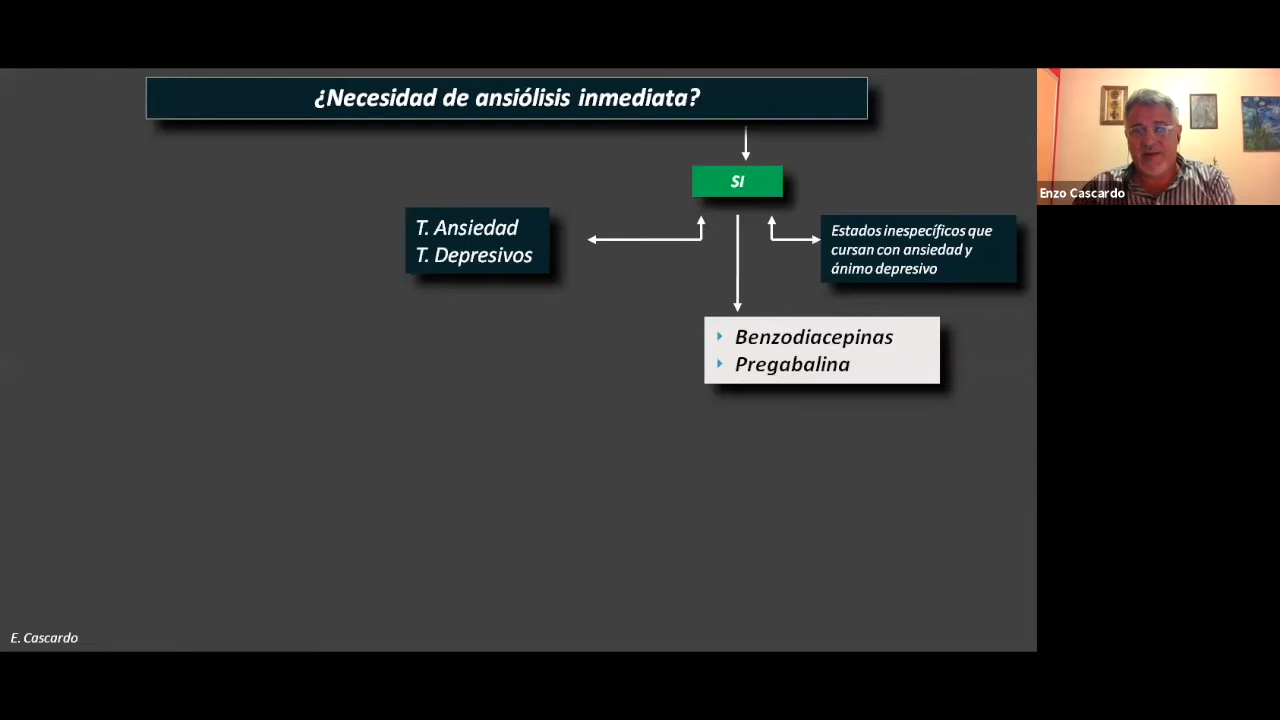 ¿Necesidad de ansiólisis inmediata?
SI
T. Ansiedad
T. Depresivos
Estados inespecíficos que
cursan con ansiedad y
ánimo depresivo
Benzodiacepinas
Pregabalina
E. Cascardo
Enzo Cascardo